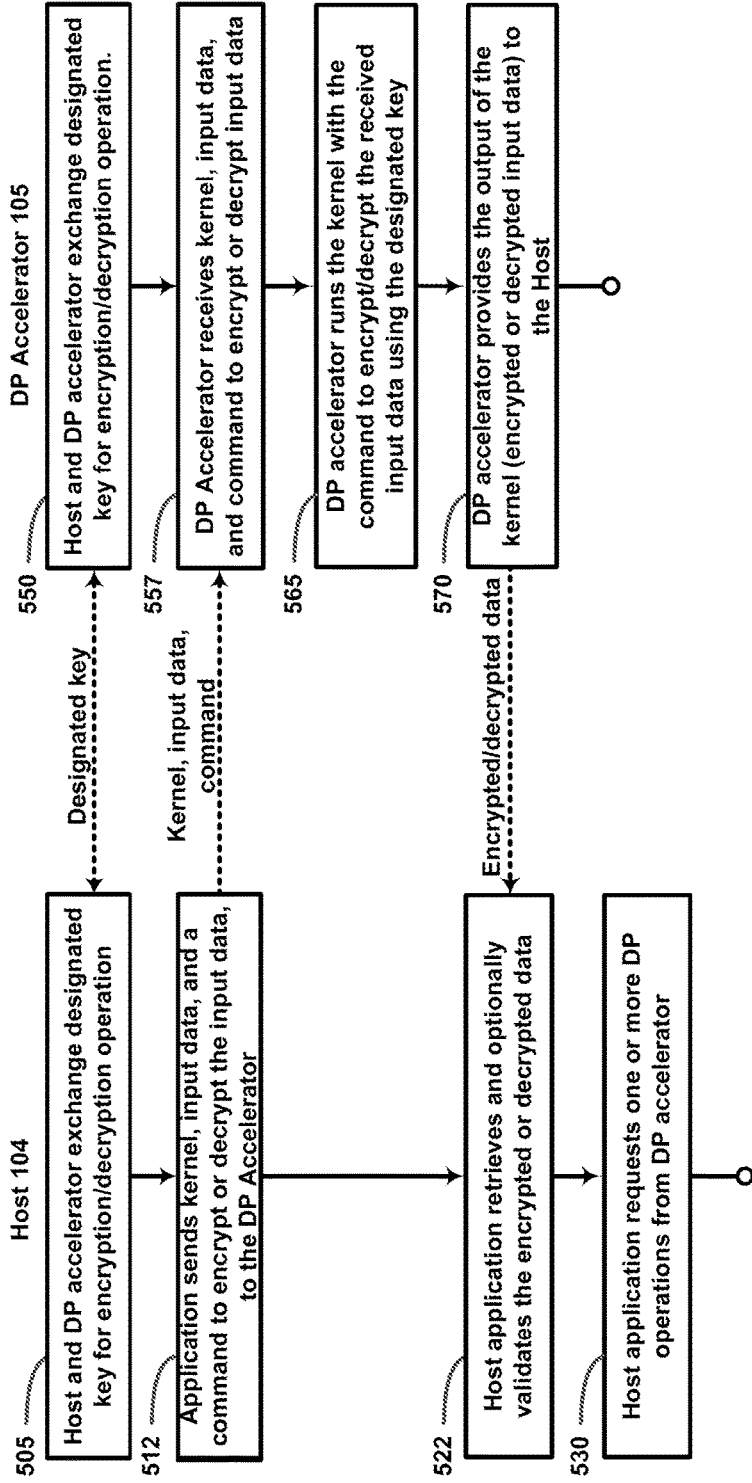 Host 104
505
Host and DP accelerator exchange designated
key for encryption/decryption operation
512
Application sends kernel, input data, and a
command to encrypt or decrypt the input data,
to the DP Accelerator
522
Host application retrieves and optionally
validates the encrypted or decrypted data
530
Host application requests one or more DP
operations from DP accelerator
Designated key
Kernel, input data,
command
Encrypted/decrypted data
DP Accelerator 105
550
Host and DP accelerator exchange designated
key for encryption/decryption operation.
557
DP Accelerator receives kernel, input data,
and command to encrypt or decrypt input data
565
DP accelerator runs the kernel with the
command to encrypt/decrypt the received
input data using the designated key
570
DP accelerator provides the output of the
kernel (encrypted or decrypted input data) to
the Host